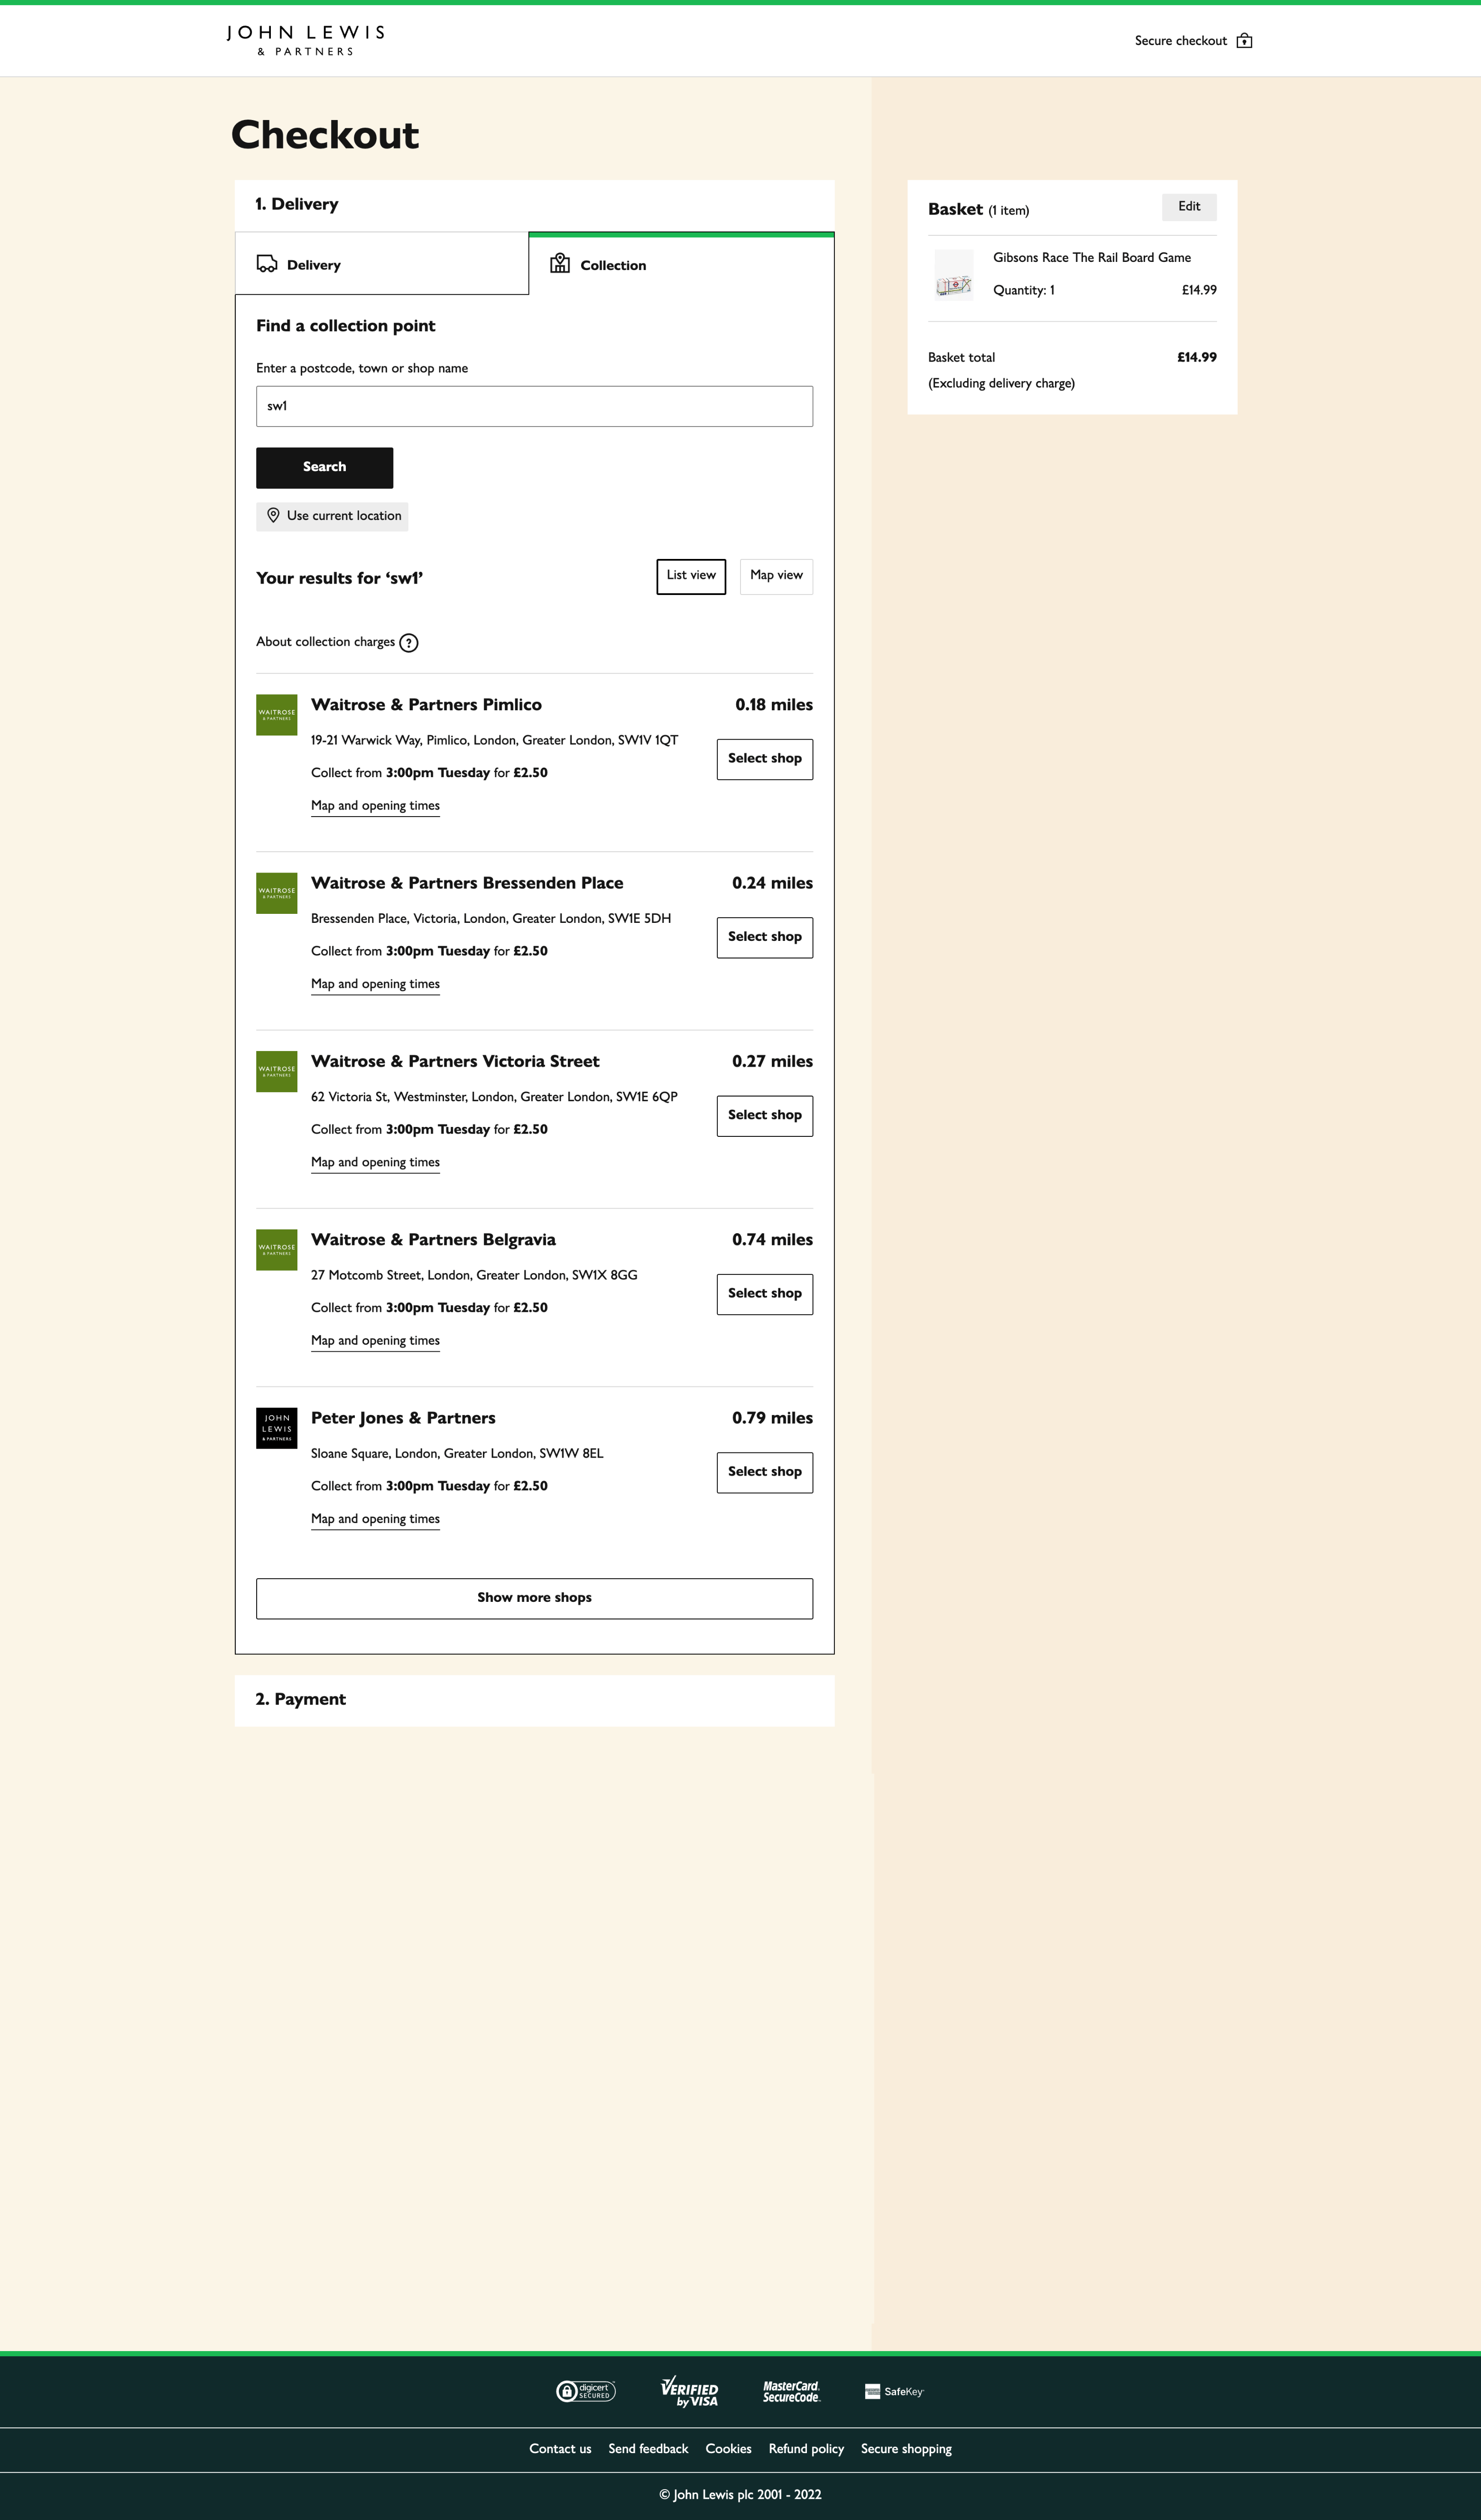 JOHN LEWIS
& PARTNERS
Secure checkout
Checkout
1. Delivery
Delivery
Collection
Find a collection point
Enter a postcode, town or shop name
sw1
Search
Use current location
Your results for ‘sw1’
List view
Map view
About collection charges ?
WAITROSE
& PARTNERS
Waitrose & Partners Pimlico
0.18 miles
19-21 Warwick Way, Pimlico, London, Greater London, SW1V 1QT
Select shop
Collect from 3:00pm Tuesday for £2.50
Map and opening times
WAITROSE
& PARTNERS
Waitrose & Partners Bressenden Place
0.24 miles
Bressenden Place, Victoria, London, Greater London, SW1E 5DH
Select shop
Collect from 3:00pm Tuesday for £2.50
Map and opening times
WAITROSE
& PARTNERS
Waitrose & Partners Victoria Street
0.27 miles
62 Victoria St, Westminster, London, Greater London, SW1E 6QP
Select shop
Collect from 3:00pm Tuesday for £2.50
Map and opening times
WAITROSE
& PARTNERS
Waitrose & Partners Belgravia
0.74 miles
27 Motcomb Street, London, Greater London, SW1X 8GG
Select shop
Collect from 3:00pm Tuesday for £2.50
Map and opening times
JOHN
LEWIS
& PARTNERS
Peter Jones & Partners
0.79 miles
Sloane Square, London, Greater London, SW1W 8EL
Select shop
Collect from 3:00pm Tuesday for £2.50
Map and opening times
Show more shops
2. Payment
Basket (1 item)
Edit
Gibsons Race The Rail Board Game
Quantity: 1
£14.99
Basket total
£14.99
(Excluding delivery charge)
digicert
SECURED
VERIFIED
by VISA
MasterCard.
SecureCode.
SafeKey
Contact us
Send feedback
Cookies
Refund policy
Secure shopping
© John Lewis plc 2001 - 2022